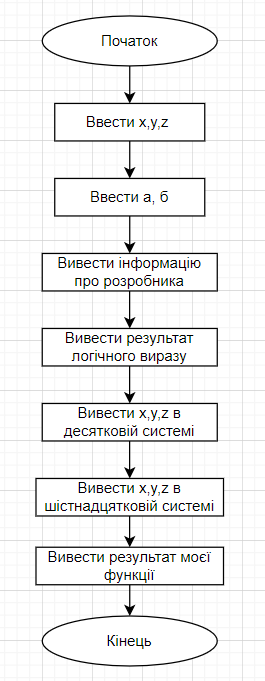 Початок
Ввести x,y,z
Ввести а, б
Вивести інформацію
про розробника
Вивести результат
логічного виразу
Вивести x,y,z в
десятковій системі
Вивести x,y,z в
шістнадцятковій системі
Вивести результат моєї
функції
Кінець